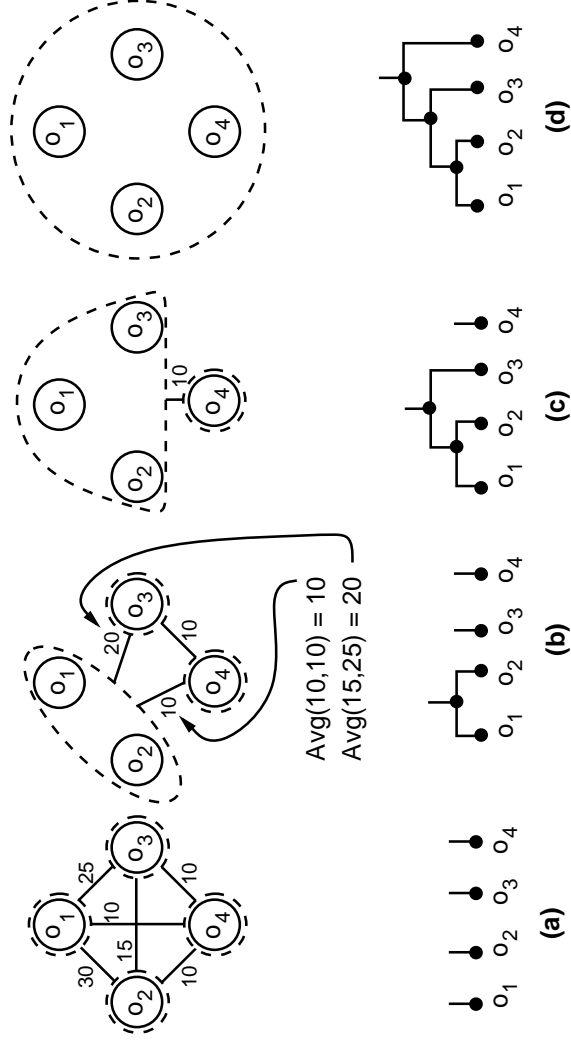 o1
30
25
10
o2
15
o3
10
10
o4
o1 o2 o3 o4
(a)
o1
o2
20
o3
10
10
o4
Avg(10,10) = 10
Avg(15,25) = 20
o1 o2 o3 o4
(b)
o1
o2
o3
10
o4
o1 o2 o3 o4
(c)
o1
o2
o3
o4
o1 o2 o3 o4
(d)